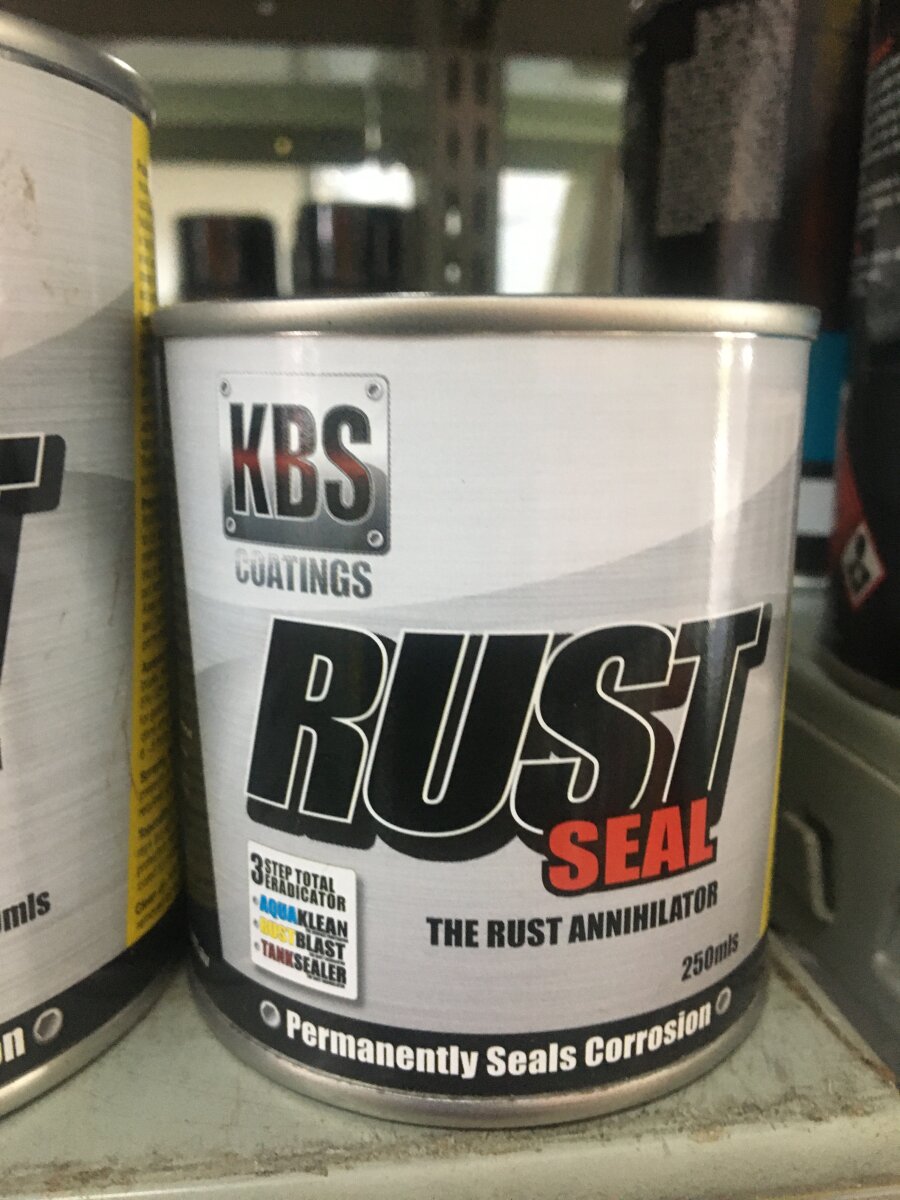 KBS
COATINGS
RUST
SEAL
THE RUST ANNIHILATOR
250mls
3 STEP TOTAL
ERADICATOR
AQUAKLEAN
RUSTBLAST
TANKSEALER
Permanently Seals Corrosion
T
mls
on